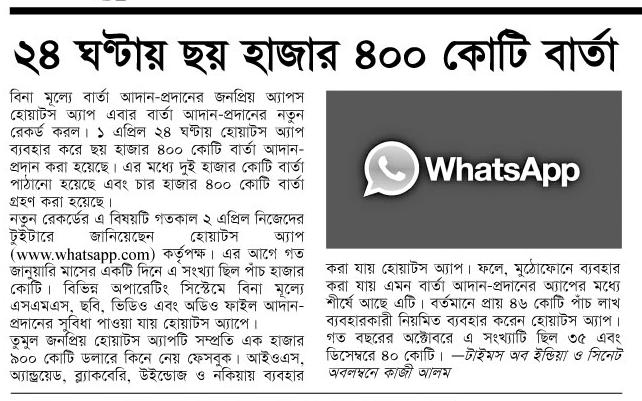 ২৪ ঘণ্টায় ছয় হাজার ৪০০ কোটি বার্তা
বিনা মূল্যে বার্তা আদান-প্রদানের জনপ্রিয় অ্যাপস
হোয়াটস অ্যাপ এবার বার্তা আদান-প্রদানের নতুন
রেকর্ড করল। ১ এপ্রিল ২৪ ঘণ্টায় হোয়াটস অ্যাপ
ব্যবহার করে ছয় হাজার ৪০০ কোটি বার্তা আদান-
প্রদান করা হয়েছে। এর মধ্যে দুই হাজার কোটি বার্তা
পাঠানো হয়েছে এবং চার হাজার ৪০০ কোটি বার্তা
গ্রহণ করা হয়েছে।
নতুন রেকর্ডের এ বিষয়টি গতকাল ২ এপ্রিল নিজেদের
টুইটারে জানিয়েছেন হোয়াটস অ্যাপ
(www.whatsapp.com) কর্তৃপক্ষ। এর আগে গত
জানুয়ারি মাসের একটি দিনে এ সংখ্যা ছিল পাঁচ হাজার
কোটি। বিভিন্ন অপারেটিং সিস্টেমে বিনা মূল্যে
এসএমএস, ছবি, ভিডিও এবং অডিও ফাইল আদান-
প্রদানের সুবিধা পাওয়া যায় হোয়াটস অ্যাপে।
তুমুল জনপ্রিয় হোয়াটস অ্যাপটি সম্প্রতি এক হাজার
৯০০ কোটি ডলারে কিনে নেয় ফেসবুক। আইওএস,
অ্যান্ড্রয়েড, ব্ল্যাকবেরি, উইন্ডোজ ও নকিয়ায় ব্যবহার
WhatsApp
করা যায় হোয়াটস অ্যাপ। ফলে, মুঠোফোনে ব্যবহার
করা যায় এমন বার্তা আদান-প্রদানের অ্যাপের মধ্যে
শীর্ষে আছে এটি। বর্তমানে প্রায় ৪৬ কোটি পাঁচ লাখ
ব্যবহারকারী নিয়মিত ব্যবহার করেন হোয়াটস অ্যাপ।
গত বছরের অক্টোবরে এ সংখ্যাটি ছিল ৩৫ এবং
ডিসেম্বরে ৪০ কোটি। —টাইমস অব ইন্ডিয়া ও সিনেট
অবলম্বনে কাজী আলম